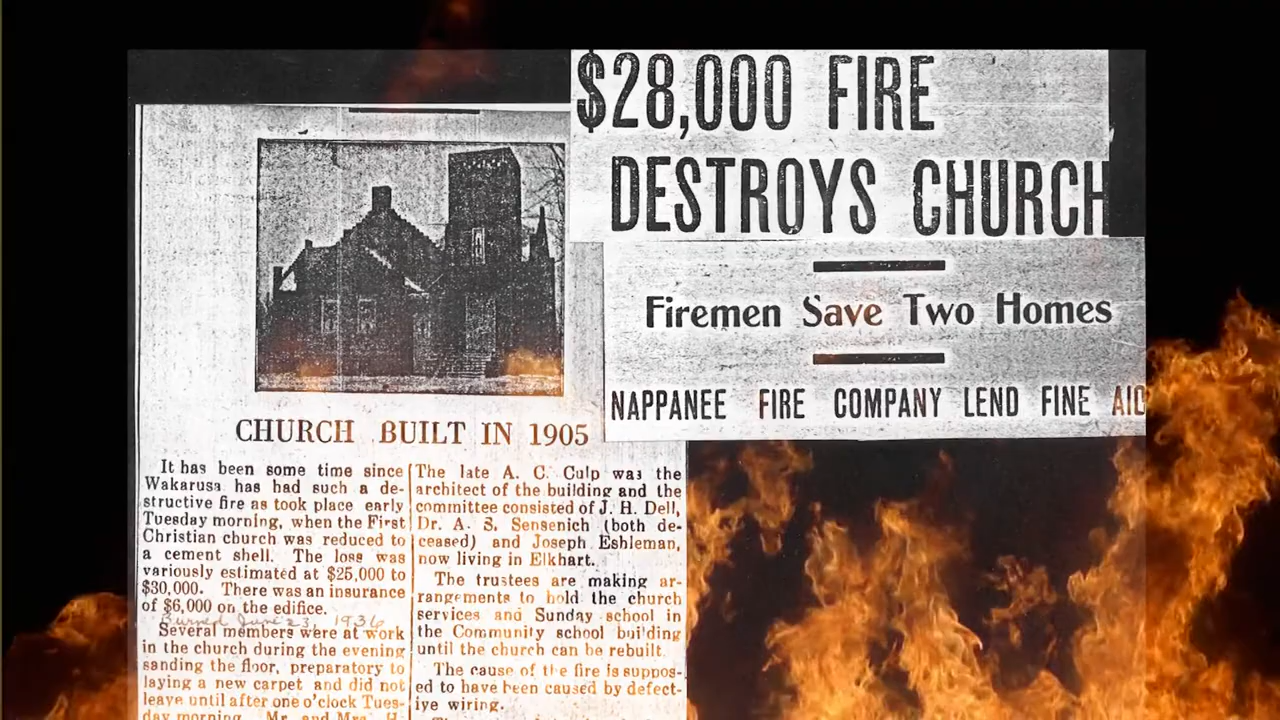 $28,000 FIRE
DESTROYS CHURCH
Firemen Save Two Homes
NAPPANEE FIRE COMPANY LEND FINE AID
CHURCH BUILT IN 1905
It has been some time since
Wakarusa has had such a de-
structive fire as took place early
Tuesday morning, when the First
Christian church was reduced to
a cement shell. The loss was
variously estimated at $25,000 to
$30,000. There was an insurance
of $6,000 on the edifice.
Burned June 23, 1936
Several members were at work
in the church during the evening
sanding the floor, preparatory to
laying a new carpet and did not
leave until after one o'clock Tues-
day morning. Mr. and Mrs. H.
The late A. C. Culp was the
architect of the building and the
committee consisted of J. H. Dell,
Dr. A. S. Sensenich (both de-
ceased) and Joseph Eshleman,
now living in Elkhart.
The trustees are making ar-
rangements to hold the church
services and Sunday school in
the Community school building
until the church can be rebuilt.
The cause of the fire is suppos-
ed to have been caused by defect-
ive wiring.